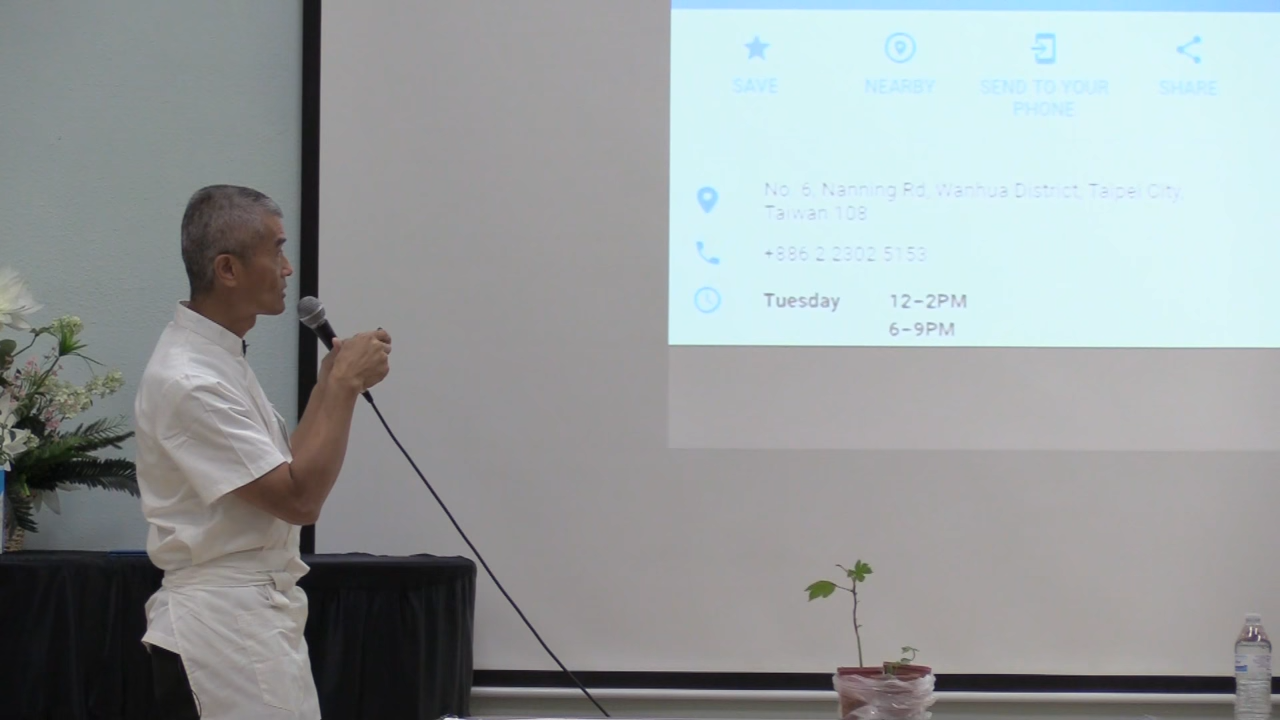 SAVE
NEARBY
SEND TO YOUR
PHONE
SHARE
No. 6, Nanning Rd, Wanhua District, Taipei City,
Taiwan 108
+886 2 2302 5153
Tuesday 12–2PM
6–9PM